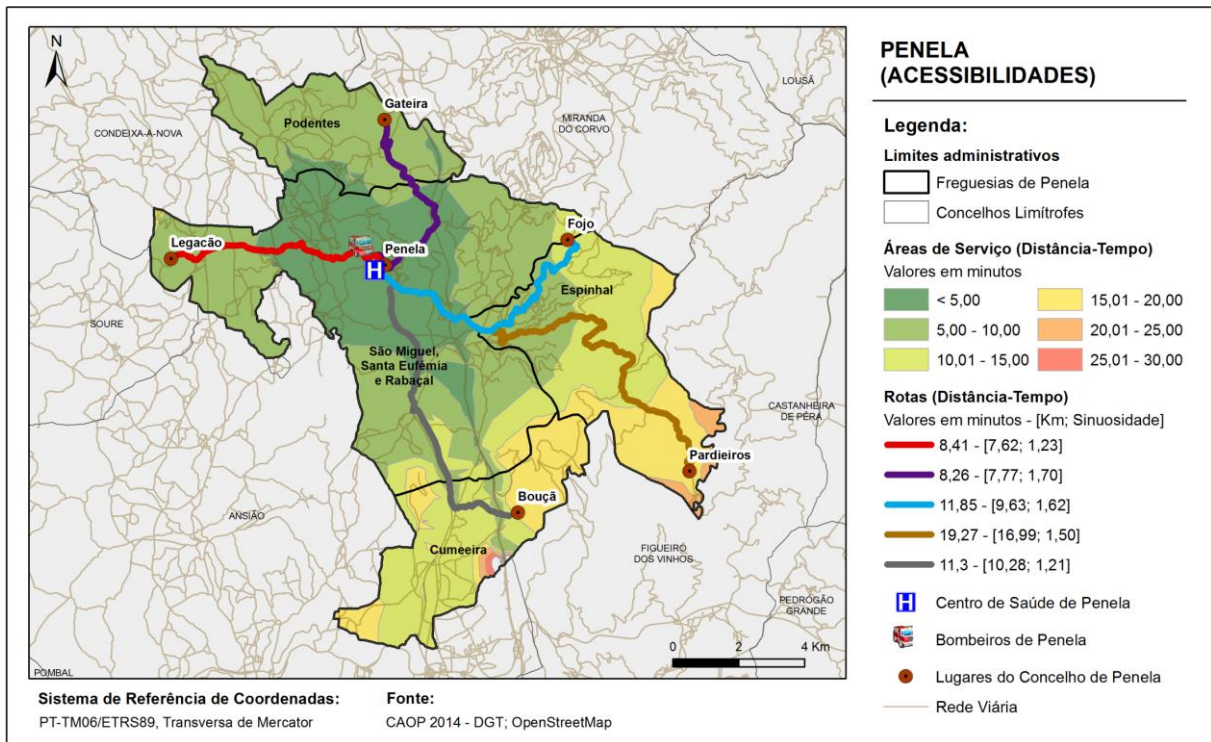 N
PENELA
(ACESSIBILIDADES)
LOUSÃ
Gateira
Podentes
MIRANDA
DO CORVO
CONDEIXA-A-NOVA
Legenda:
Limites administrativos
Freguesias de Penela
Concelhos Limítrofes
Legacão
Penela
H
Fojo
Espinhal
SOURE
São Miguel,
Santa Eufémia
e Rabaçal
Áreas de Serviço (Distância-Tempo)
Valores em minutos
< 5,00
15,01 - 20,00
5,00 - 10,00
20,01 - 25,00
10,01 - 15,00
25,01 - 30,00
CASTANHEIRA
DE PÊRA
Rotas (Distância-Tempo)
Valores em minutos - [Km; Sinuosidade]
8,41 - [7,62; 1,23]
8,26 - [7,77; 1,70]
11,85 - [9,63; 1,62]
19,27 - [16,99; 1,50]
11,3 - [10,28; 1,21]
Pardieiros
Bouçã
ANSIÃO
Cumeeira
FIGUEIRÓ
DOS VINHOS
PEDRÓGÃO
GRANDE
H Centro de Saúde de Penela
Bombeiros de Penela
Lugares do Concelho de Penela
Rede Viária
0 2 4 Km
POMBAL
Sistema de Referência de Coordenadas:
PT-TM06/ETRS89, Transversa de Mercator
Fonte:
CAOP 2014 - DGT; OpenStreetMap